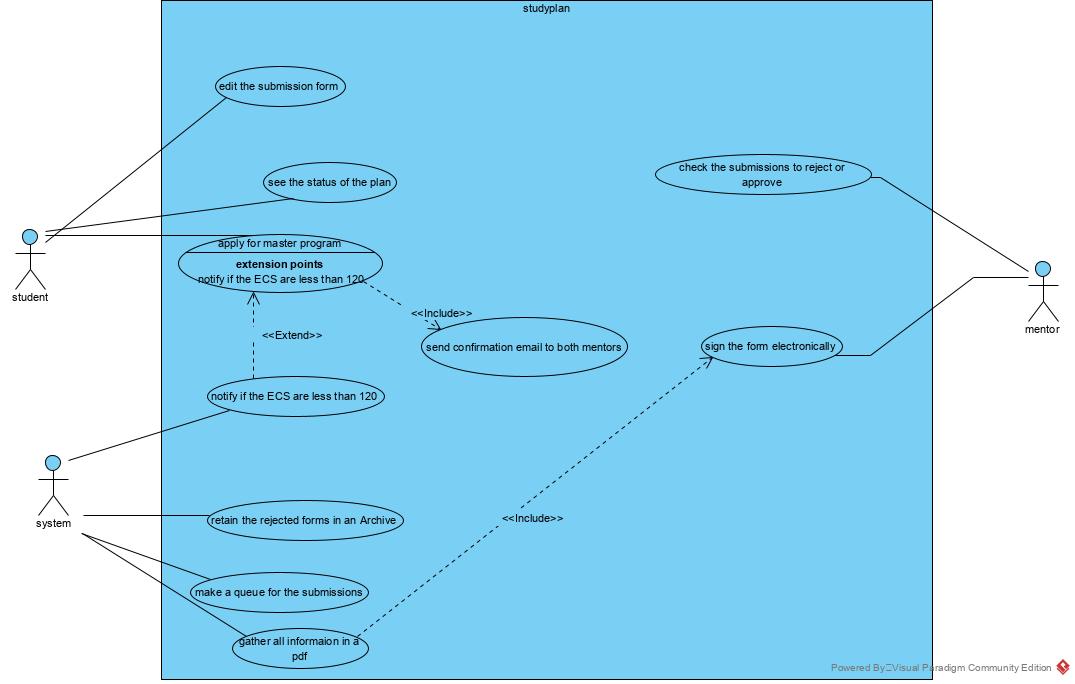 studyplan
edit the submission form
see the status of the plan
check the submissions to reject or
approve
apply for master program
extension points
notify if the ECS are less than 120
student
mentor
<<Include>>
<<Extend>>
send confirmation email to both mentors
sign the form electronically
notify if the ECS are less than 120
system
retain the rejected forms in an Archive
<<Include>>
make a queue for the submissions
gather all informaion in a
pdf
Powered By Visual Paradigm Community Edition